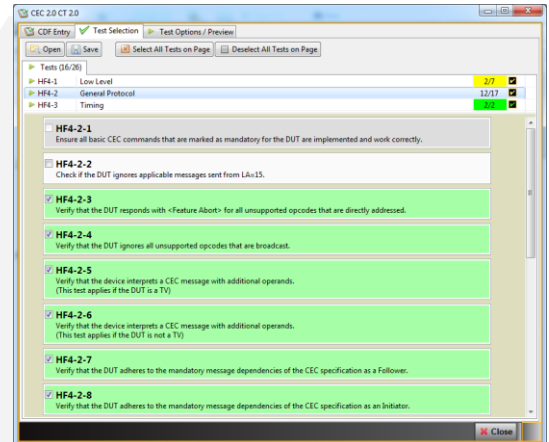 CEC 2.0 CT 2.0
CDF Entry Test Selection Test Options / Preview
Open Save Select All Tests on Page Deselect All Tests on Page
Tests (16/26)
HF4-1 Low Level 2/7
HF4-2 General Protocol 12/17
HF4-3 Timing 2/2
HF4-2-1
Ensure all basic CEC commands that are marked as mandatory for the DUT are implemented and work correctly.
HF4-2-2
Check if the DUT ignores applicable messages sent from LA=15.
HF4-2-3
Verify that the DUT responds with <Feature Abort> for all unsupported opcodes that are directly addressed.
HF4-2-4
Verify that the DUT ignores all unsupported opcodes that are broadcast.
HF4-2-5
Verify that the device interprets a CEC message with additional operands.
(This test applies if the DUT is a TV)
HF4-2-6
Verify that the device interprets a CEC message with additional operands.
(This test applies if the DUT is not a TV)
HF4-2-7
Verify that the DUT adheres to the mandatory message dependencies of the CEC specification as a Follower.
HF4-2-8
Verify that the DUT adheres to the mandatory message dependencies of the CEC specification as an Initiator.
Close